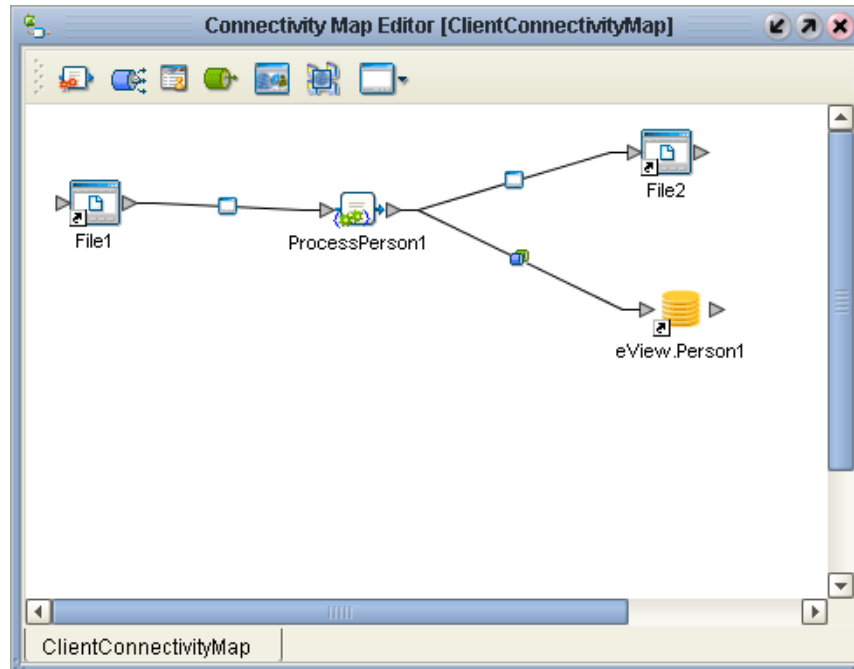 Connectivity Map Editor [ClientConnectivityMap]
File2
File1
ProcessPerson1
eView.Person1
ClientConnectivityMap